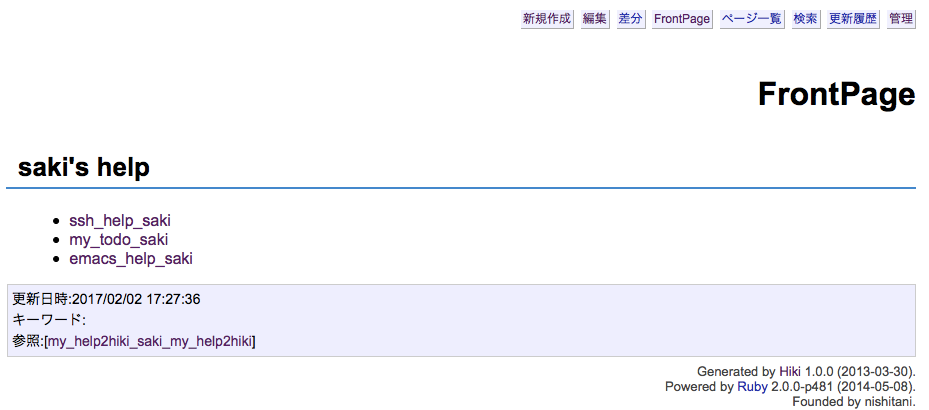 新規作成 編集 差分 FrontPage ページ一覧 検索 更新履歴 管理
FrontPage
saki's help
ssh_help_saki
my_todo_saki
emacs_help_saki
更新日時:2017/02/02 17:27:36
キーワード:
参照:[my_help2hiki_saki_my_help2hiki]
Generated by Hiki 1.0.0 (2013-03-30).
Powered by Ruby 2.0.0-p481 (2014-05-08).
Founded by nishitani.